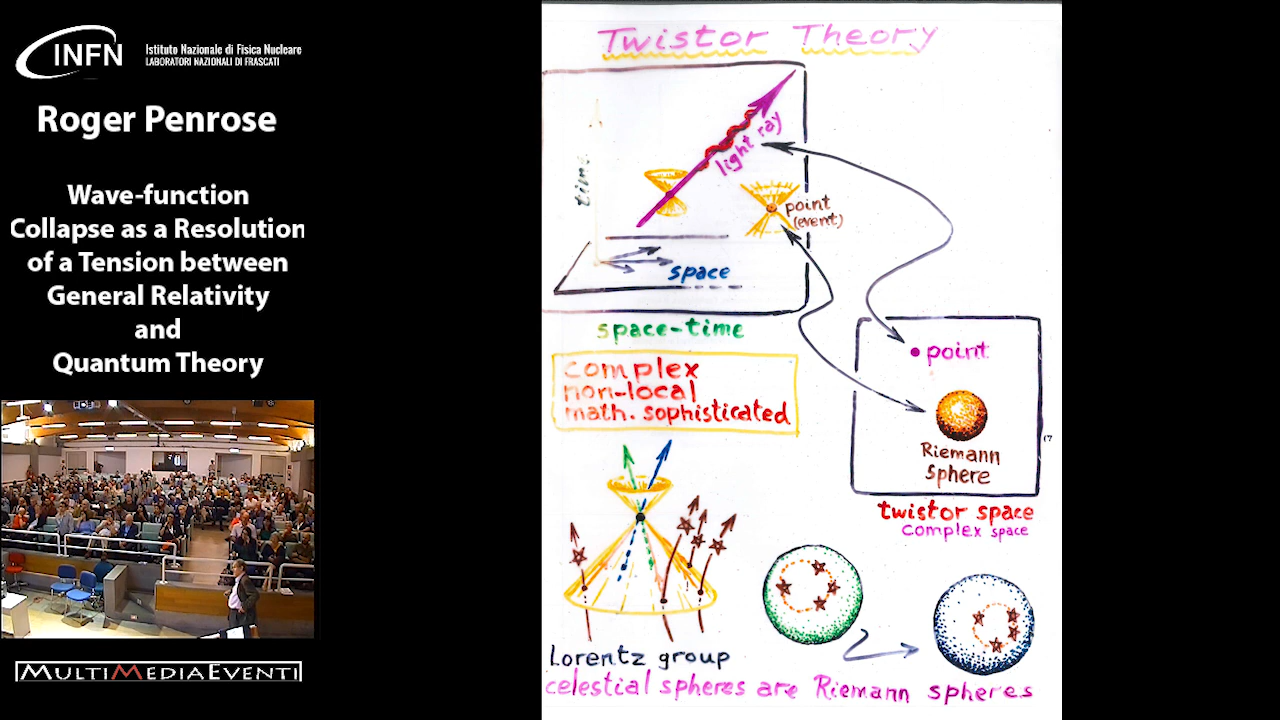 INFN
Istituto Nazionale di Fisica Nucleare
LABORATORI NAZIONALI DI FRASCATI
Roger Penrose
Wave-function
Collapse as a Resolution
of a Tension between
General Relativity
and
Quantum Theory
MULTIMEDIAEVENTI
Twistor Theory
time
light ray
point
(event)
space
space-time
complex
non-local
math. sophisticated
point
Riemann
Sphere
17
twistor space
complex space
Lorentz group
celestial spheres are Riemann spheres